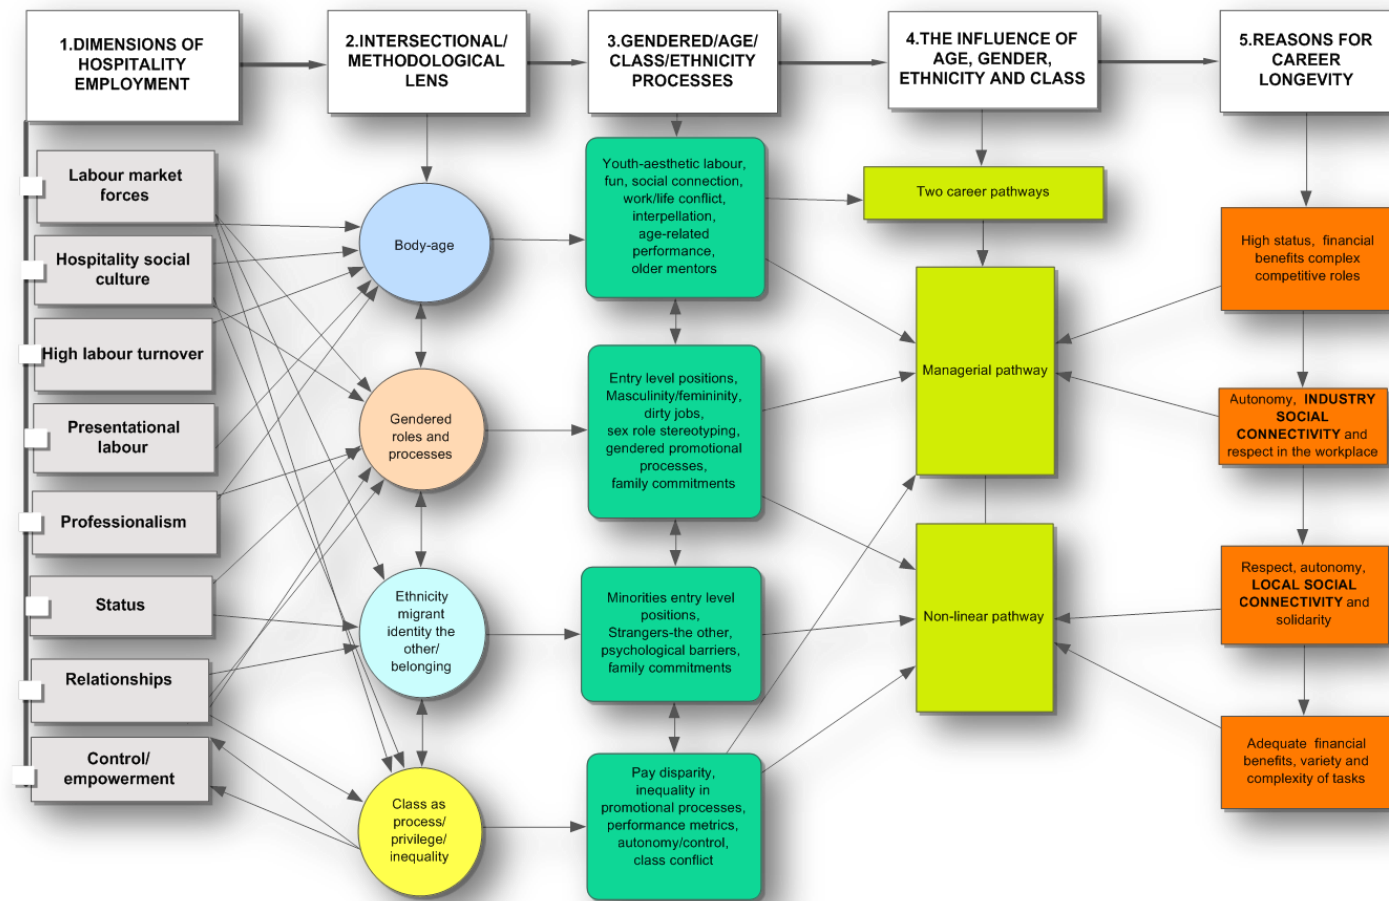 1.DIMENSIONS OF
HOSPITALITY
EMPLOYMENT
2.INTERSECTIONAL/
METHODOLOGICAL
LENS
3.GENDERED/AGE/
CLASS/ETHNICITY
PROCESSES
4.THE INFLUENCE OF
AGE, GENDER,
ETHNICITY AND CLASS
5.REASONS FOR
CAREER
LONGEVITY
Labour market
forces
Hospitality social
culture
High labour turnover
Presentational
labour
Professionalism
Status
Relationships
Control/
empowerment
Body-age
Gendered
roles and
processes
Ethnicity
migrant
identity the
other/
belonging
Class as
process/
privilege/
inequality
Youth-aesthetic labour,
fun, social connection,
work/life conflict,
interpellation,
age-related
performance,
older mentors
Entry level positions,
Masculinity/femininity,
dirty jobs,
sex role stereotyping,
gendered promotional
processes,
family commitments
Minorities entry level
positions,
Strangers-the other,
psychological barriers,
family commitments
Pay disparity,
inequality in
promotional processes,
performance metrics,
autonomy/control,
class conflict
Two career pathways
Managerial pathway
Non-linear pathway
High status, financial
benefits complex
competitive roles
Autonomy, INDUSTRY
SOCIAL
CONNECTIVITY and
respect in the workplace
Respect, autonomy,
LOCAL SOCIAL
CONNECTIVITY and
solidarity
Adequate financial
benefits, variety and
complexity of tasks